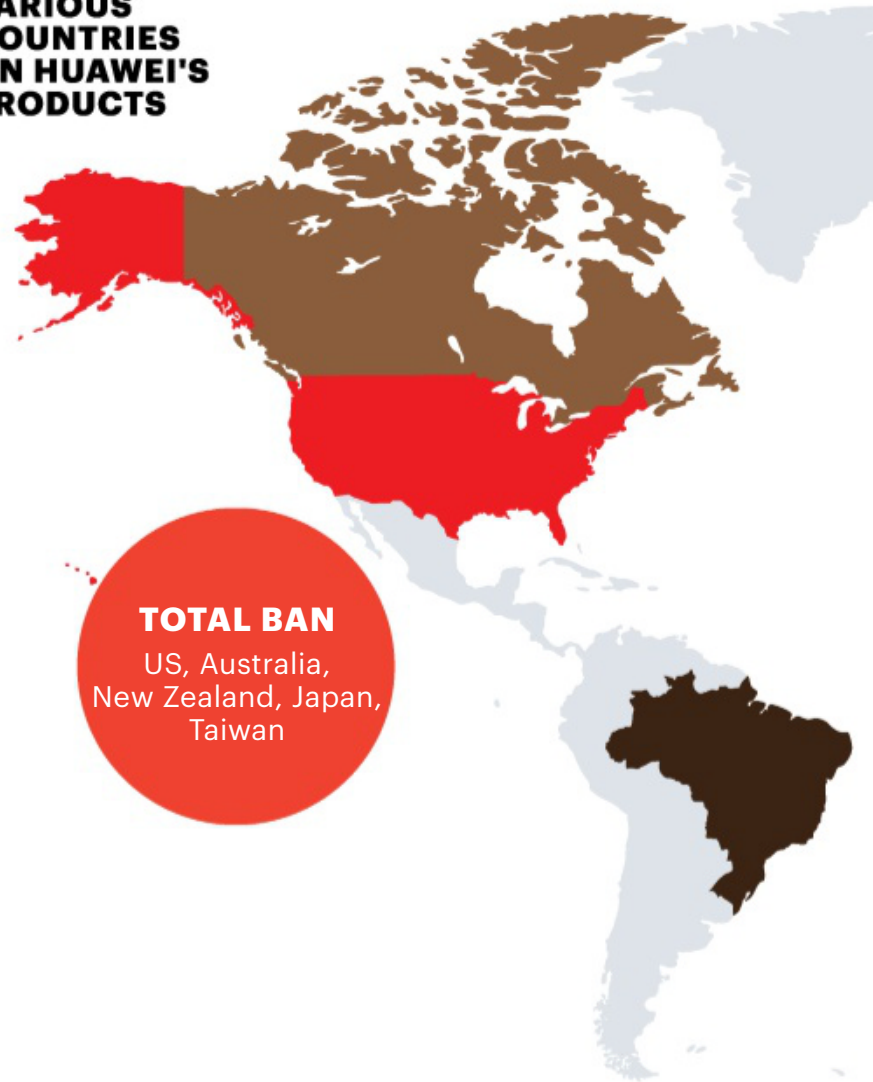 ARIOUS
OUNTRIES
N HUAWEI'S
RODUCTS
TOTAL BAN
US, Australia,
New Zealand, Japan,
Taiwan